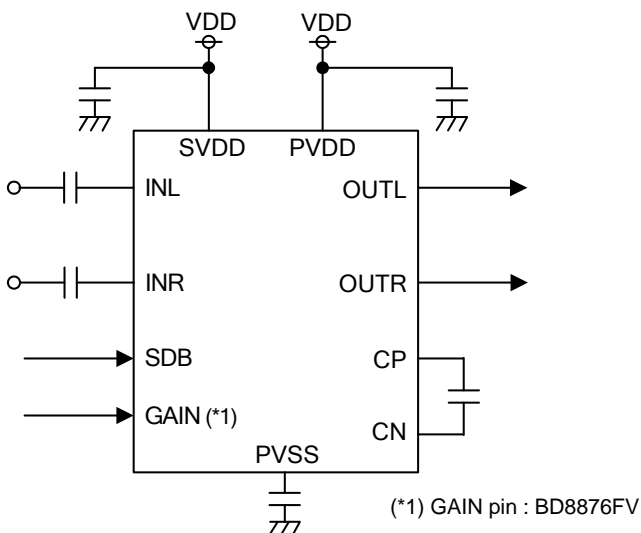 VDD VDD
SVDD PVDD
INL OUTL
INR OUTR
SDB CP
GAIN (*1) CN
PVSS
(*1) GAIN pin : BD8876FV